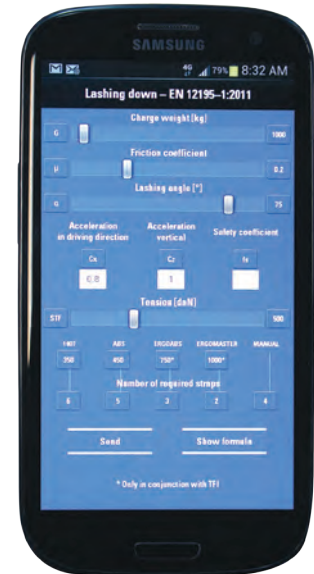 SAMSUNG
4G 79% 8:32 AM
Lashing down – EN 12195–1:2011
Charge weight [kg]
G 1000
Friction coefficient
μ 0.2
Lashing angle [°]
α 75
Acceleration in driving direction
Acceleration vertical
Safety coefficient
Cx Cz fs
0,8 1
Tension [daN]
STF 500
ABS ERGOABS ERGOMASTER MANUAL
350 450 750* 1000*
Number of required straps
6 5 3 2 4
Send Show formula
* Only in conjunction with TFI